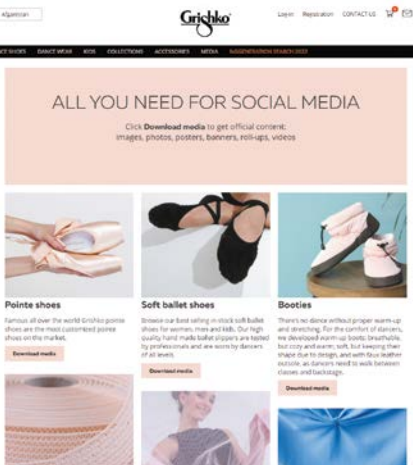 Grishko
Log in Registration CONTACT US
DANCE WEAR KIDS COLLECTIONS ACCESSORIES MEDIA
ALL YOU NEED FOR SOCIAL MEDIA
Click Download media to get official content:
images, photos, posters, banners, roll-ups, videos
Pointe shoes
Famous all over the world Grishko pointe
shoes are the most customized pointe
shoes on the market.
Download media
Soft ballet shoes
Browse our best selling in stock soft ballet
shoes for women, men and kids. Our high
quality hand made ballet slippers are tested
by professionals and are worn by dancers
of all levels.
Download media
Booties
There's no dance without proper warm-up
and stretching. For the comfort of dancers,
we developed warm up boots: breathable,
but cozy and warm; soft, but keeping their
shape due to design, and with faux leather
outsole, as dancers need to walk between
classes and backstage.
Download media